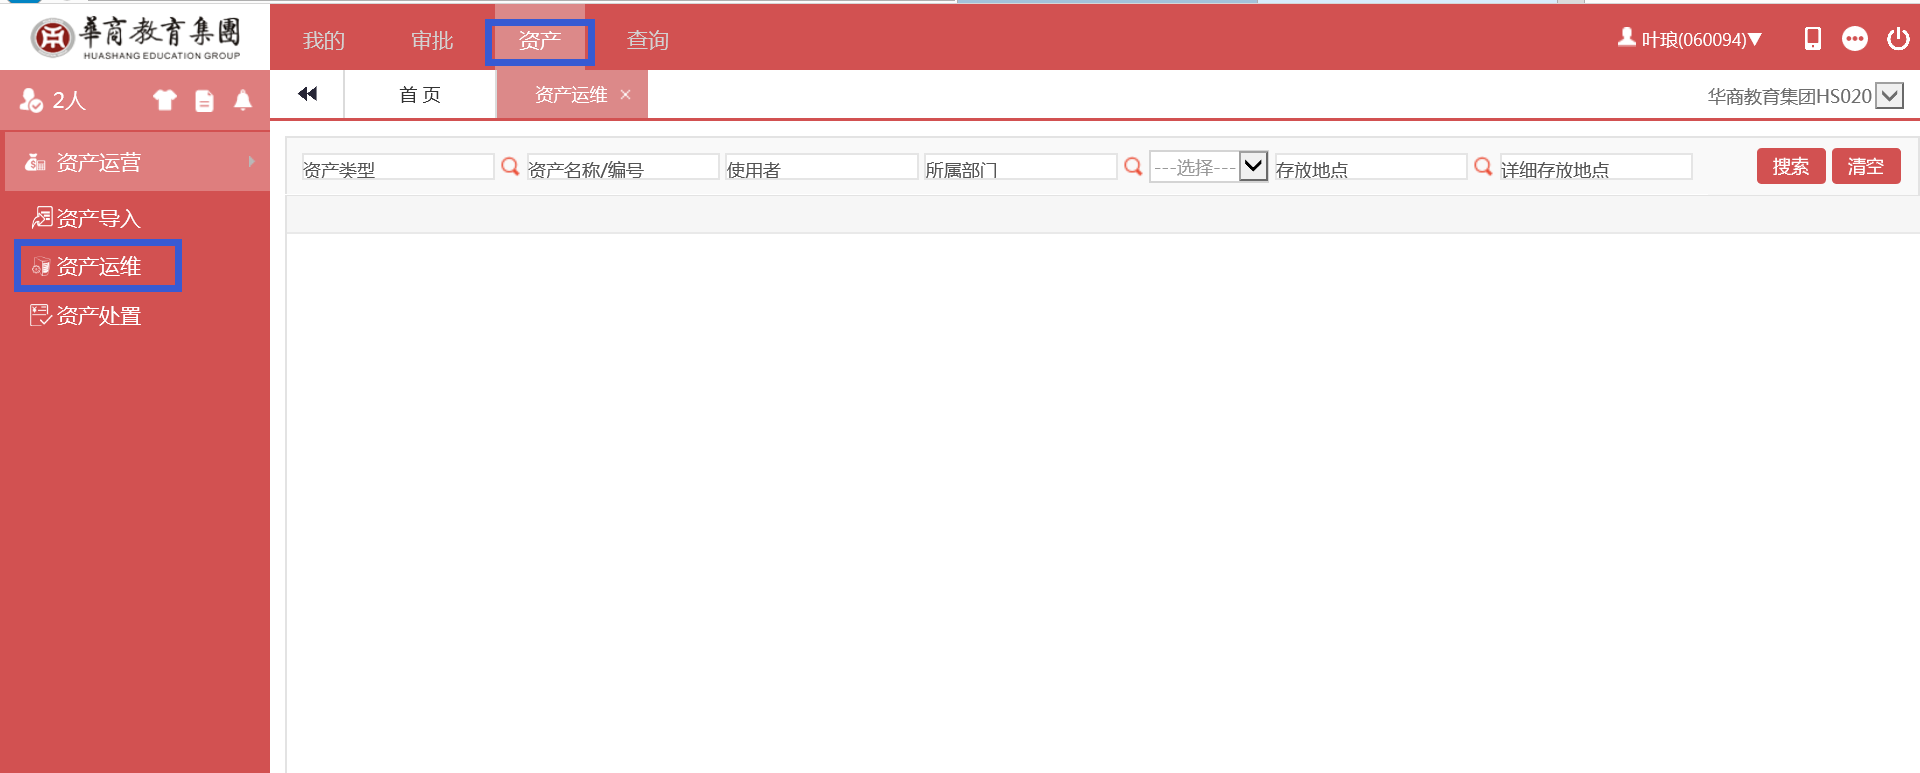 華商教育集團
HUASHANG EDUCATION GROUP
我的
审批
资产
查询
叶琅(060094)▼
2人
首 页
资产运维 ×
华商教育集团HS020
资产运营
资产导入
资产运维
资产处置
资产类型
资产名称/编号
使用者
所属部门
---选择---
存放地点
详细存放地点
搜索
清空